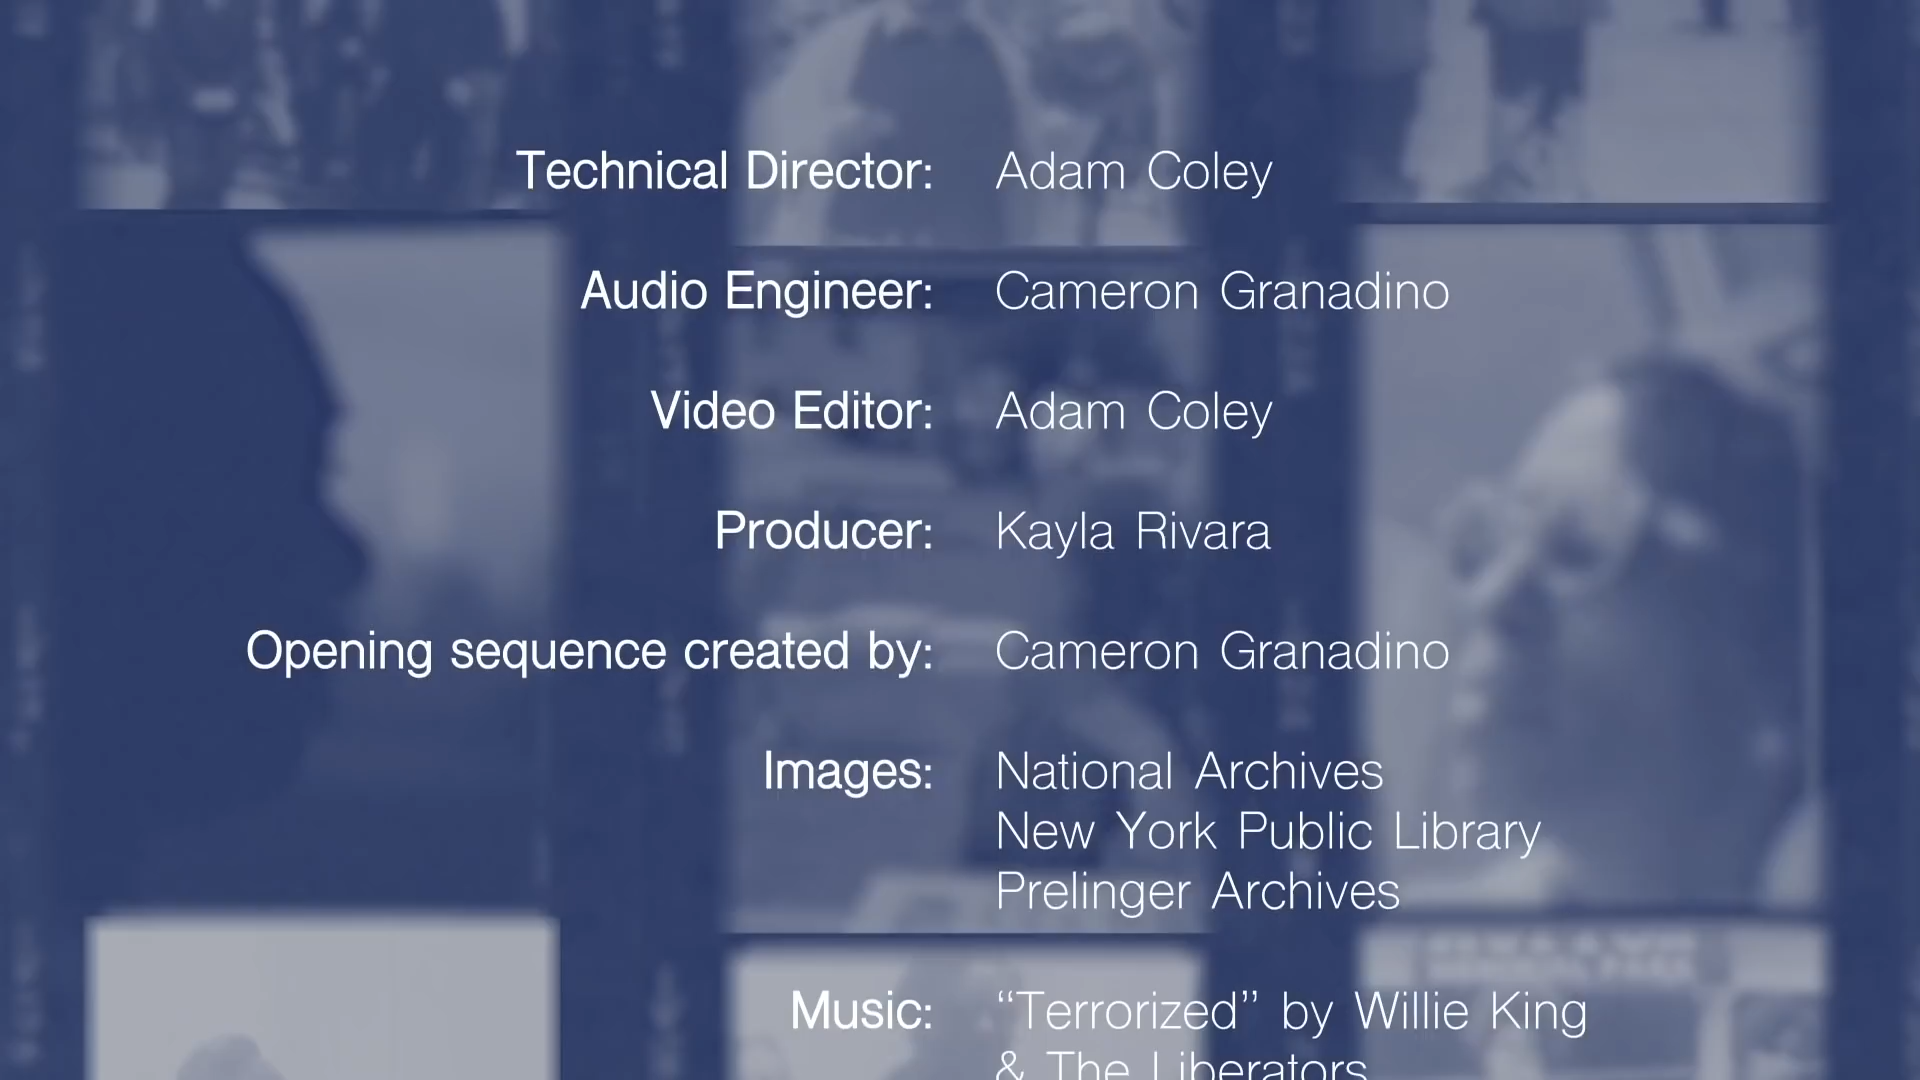 Technical Director: Adam Coley
Audio Engineer: Cameron Granadino
Video Editor: Adam Coley
Producer: Kayla Rivara
Opening sequence created by: Cameron Granadino
Images: National Archives
New York Public Library
Prelinger Archives
Music: “Terrorized” by Willie King
& The Liberators